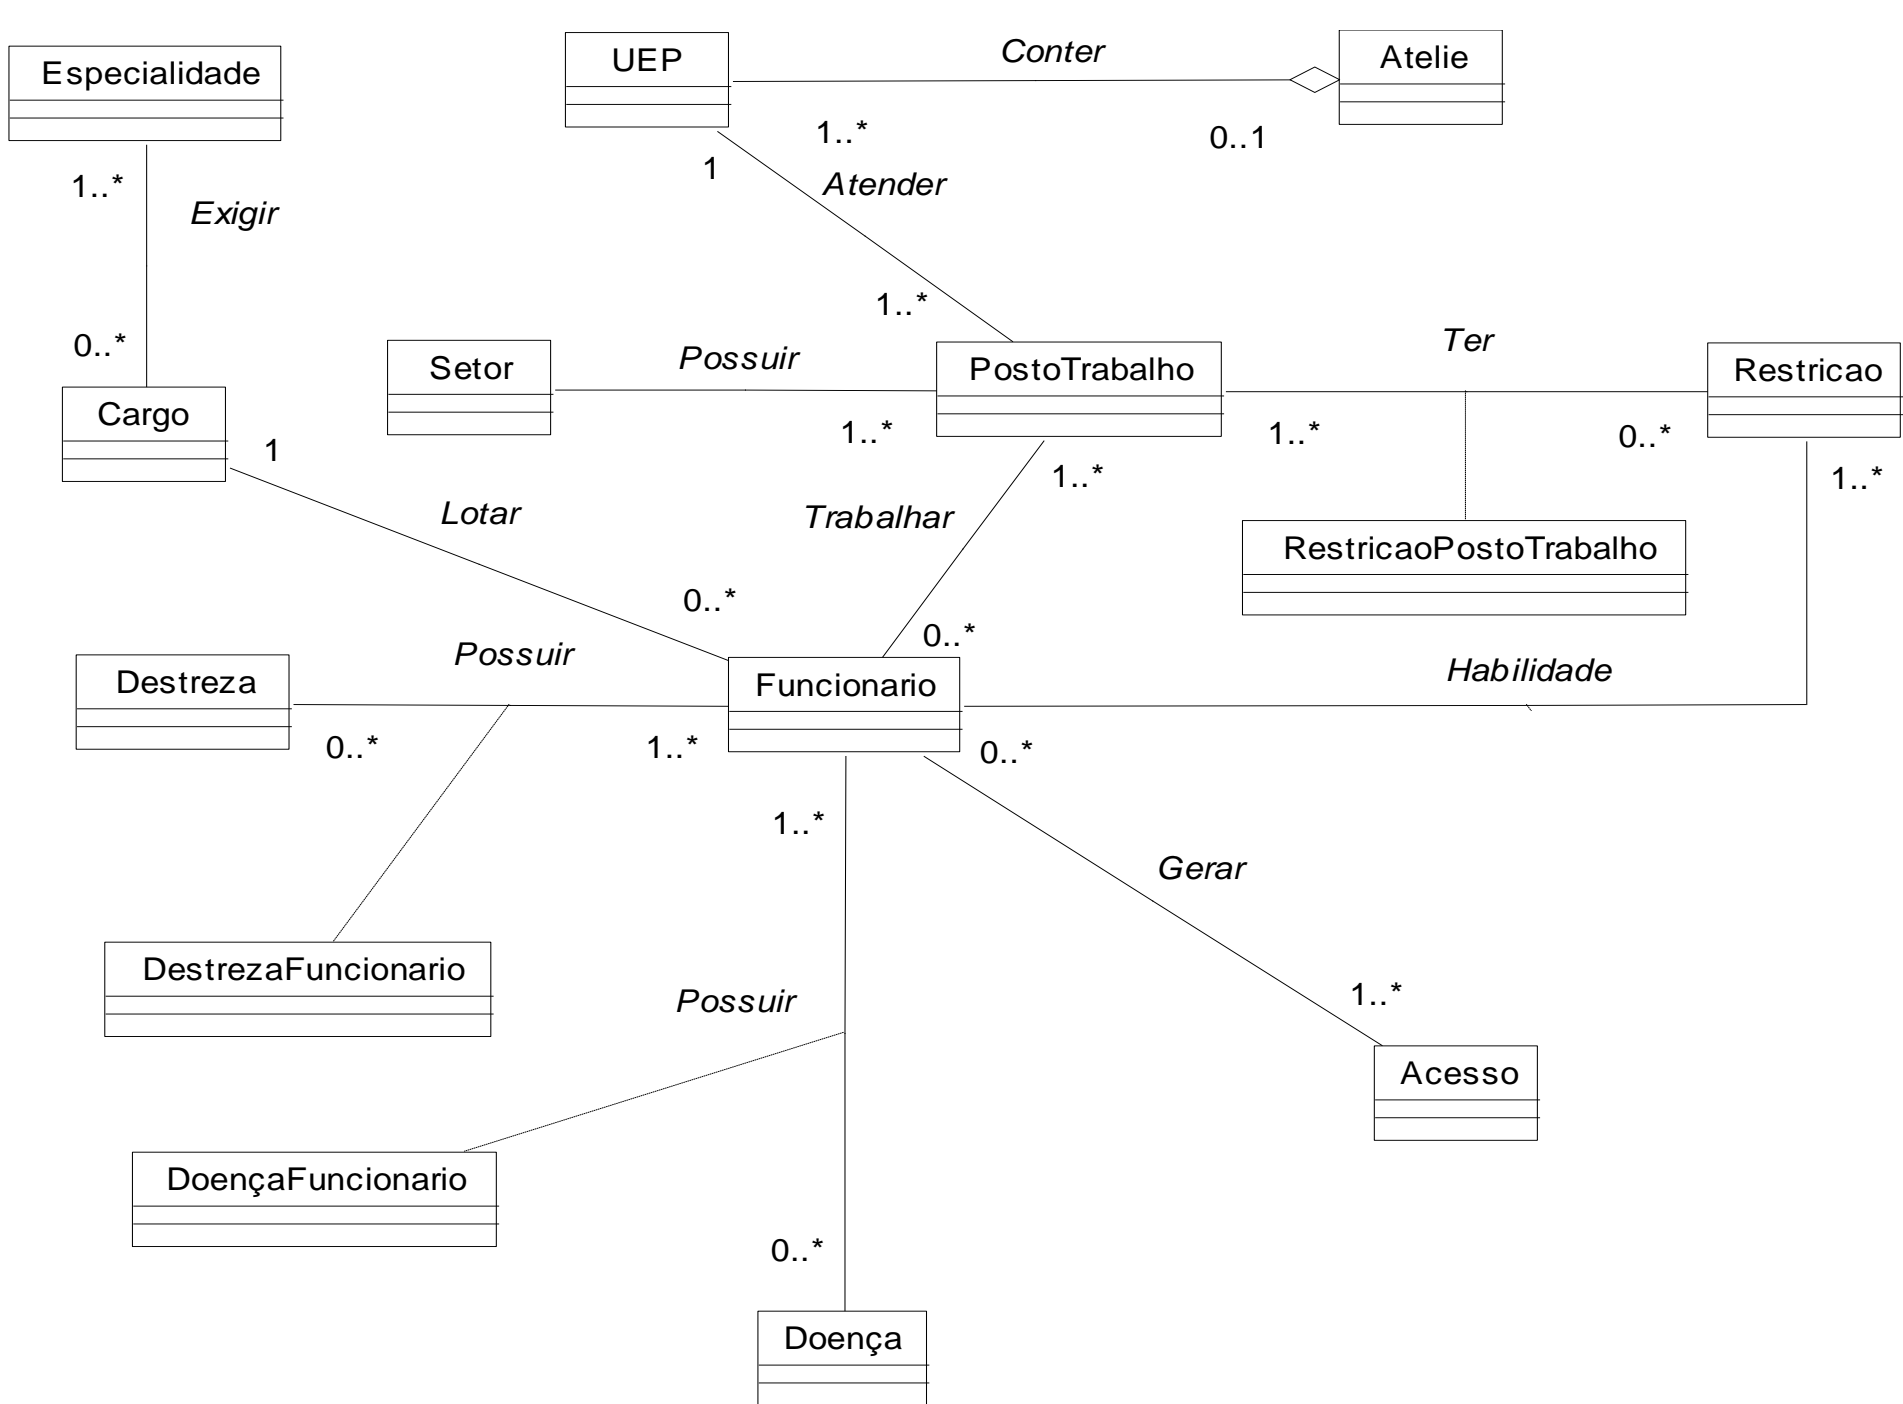 Conter
UEP
Atelie
Especialidade
1..*
0..1
1
Atender
1..*
Exigir
1..*
0..*
Ter
Setor
Possuir
PostoTrabalho
Restricao
Cargo
1
1..*
1..*
0..*
1..*
1..*
Lotar
Trabalhar
RestricaoPostoTrabalho
0..*
0..*
Possuir
Habilidade
Destreza
Funcionario
0..*
1..*
0..*
1..*
Gerar
DestrezaFuncionario
Possuir
1..*
Acesso
DoençaFuncionario
0..*
Doença